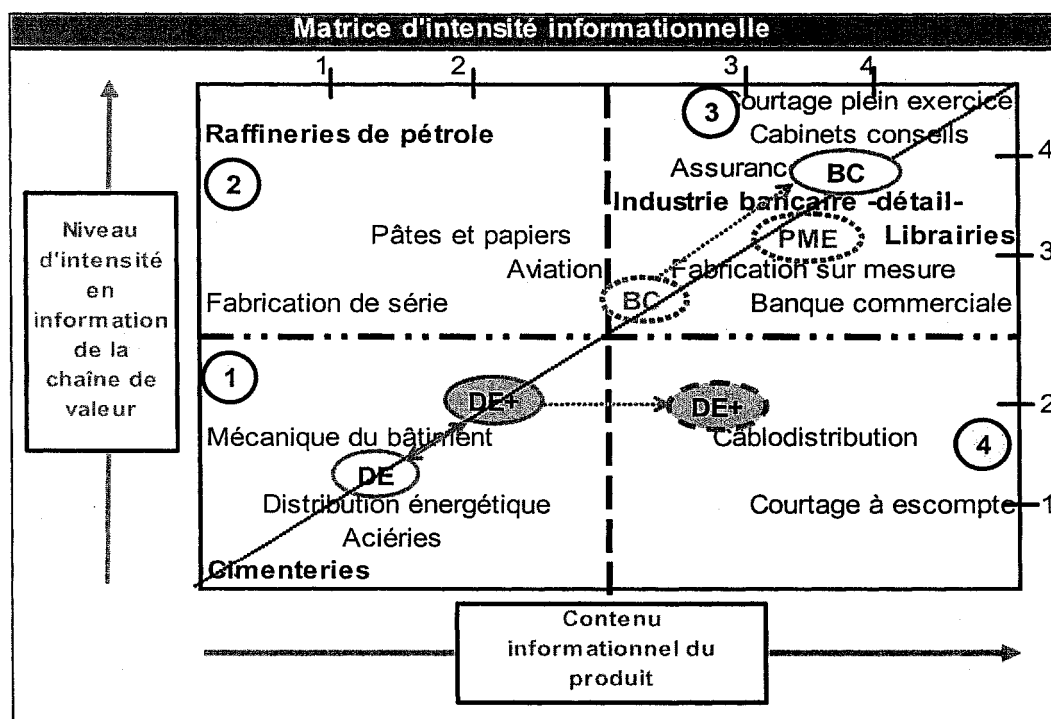 Matrice d'intensité informationnelle
1 2 3 4
3 Courtage plein exercice
Raffineries de pétrole Cabinets conseils 4
2 Assuranc BC
Niveau
d'intensité
en
information
de la
chaîne de
valeur
Industrie bancaire -détail-
Pâtes et papiers PME Librairies 3
Aviation Fabrication sur mesure
BC
Fabrication de série Banque commerciale
1
DE+ DE+ 2
Mécanique du bâtiment Câblodistribution 4
DE
Distribution énergétique Courtage à escompte 1
Aciéries
Cimenteries
Contenu
informationnel du
produit